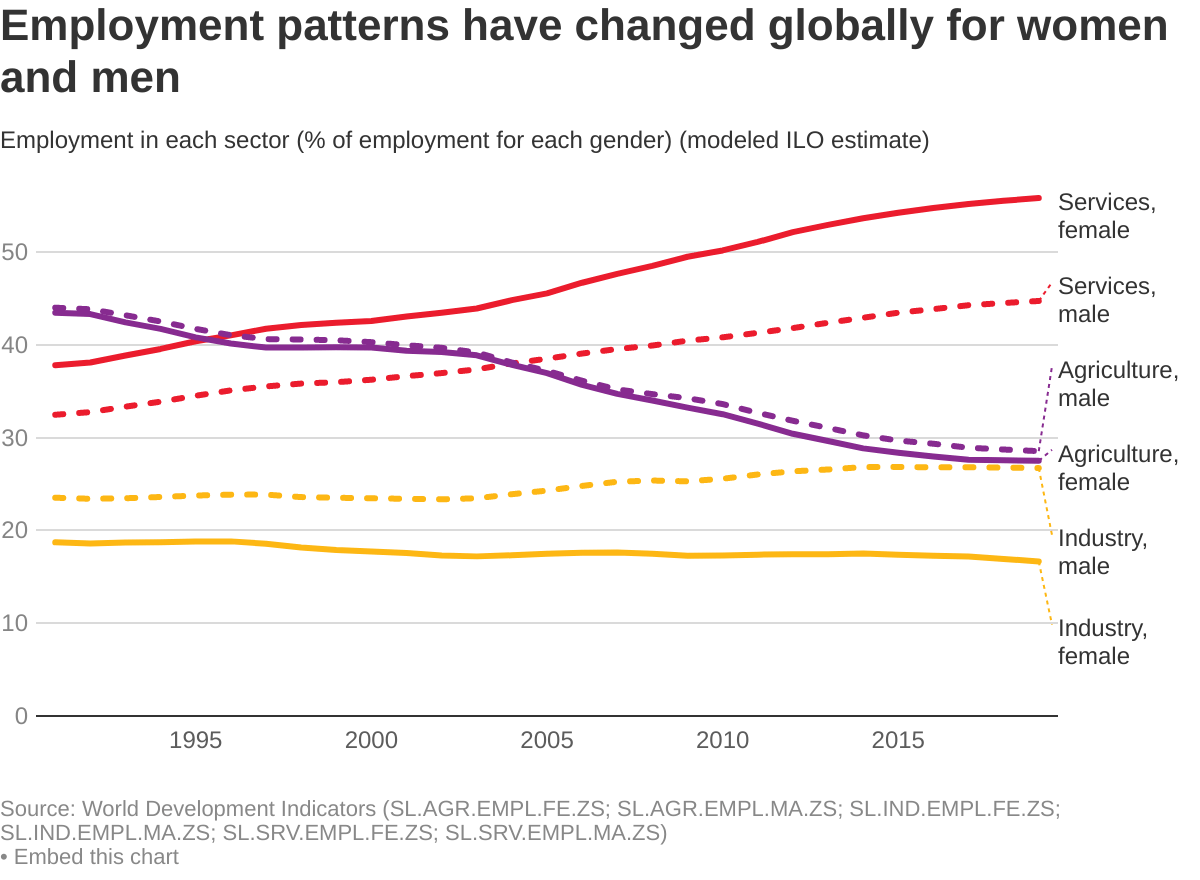 Employment patterns have changed globally for women
and men
Employment in each sector (% of employment for each gender) (modeled ILO estimate)
Services,
female
50
Services,
male
40
Agriculture,
male
30
Agriculture,
female
20
Industry,
male
10
Industry,
female
0
1995 2000 2005 2010 2015
Source: World Development Indicators (SL.AGR.EMPL.FE.ZS; SL.AGR.EMPL.MA.ZS; SL.IND.EMPL.FE.ZS;
SL.IND.EMPL.MA.ZS; SL.SRV.EMPL.FE.ZS; SL.SRV.EMPL.MA.ZS)
• Embed this chart